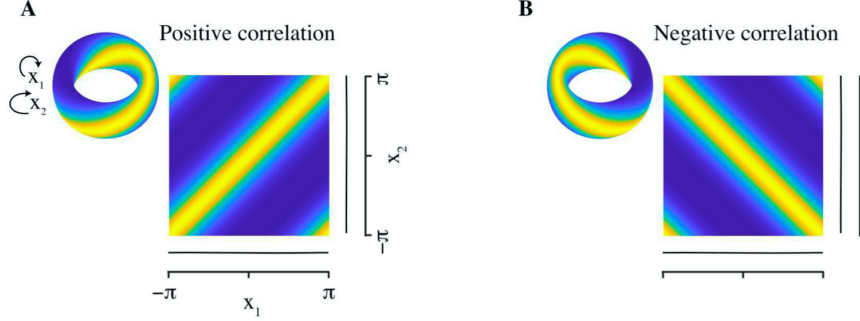 A
Positive correlation
x1
x2
π
x2
-π
-π
π
x1
B
Negative correlation